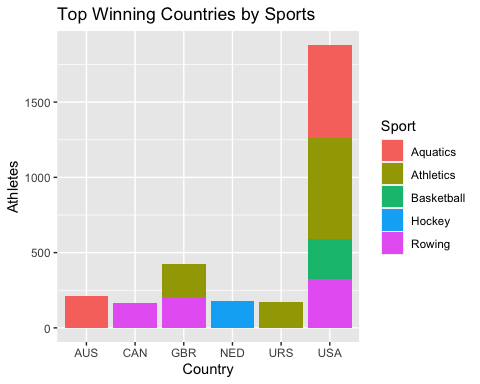 Top Winning Countries by Sports
Athletes
1500
1000
500
0
AUS CAN GBR NED URS USA
Country
Sport
Aquatics
Athletics
Basketball
Hockey
Rowing